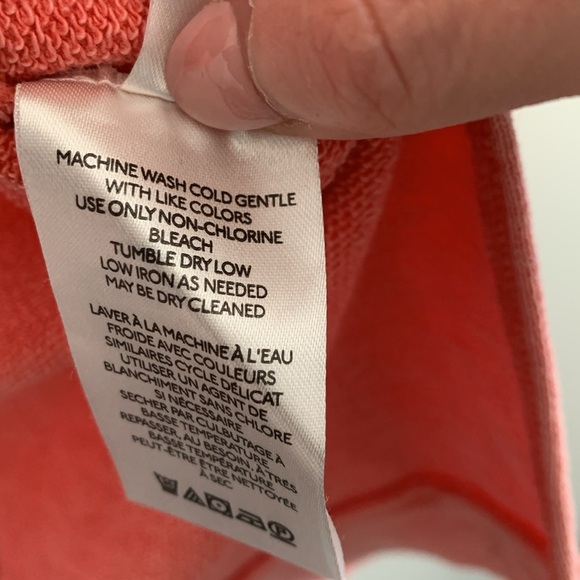 MACHINE WASH COLD GENTLE
WITH LIKE COLORS
USE ONLY NON-CHLORINE
BLEACH
TUMBLE DRY LOW
LOW IRON AS NEEDED
MAY BE DRY CLEANED
LAVER À LA MACHINE À L'EAU
FROIDE AVEC COULEURS
SIMILAIRES CYCLE DÉLICAT
UTILISER UN AGENT DE
BLANCHIMENT SANS CHLORE
SI NÉCESSAIRE
SECHER PAR CULBUTAGE À
BASSE TEMPÉRATURE
REPASSER, AU BESOIN, À TRÈS
BASSE TEMPÉRATURE
PEUT-ÊTRE ÊTRE NETTOYÉE
À SEC